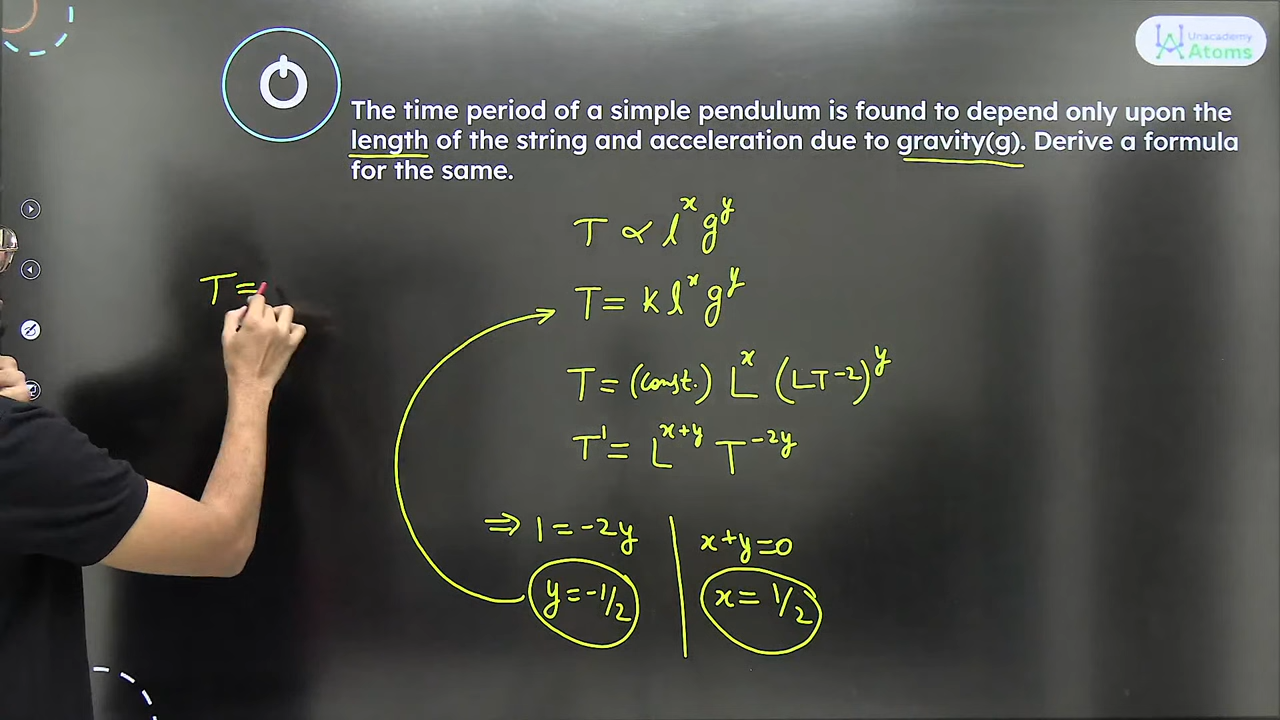 Unacademy
Atoms
The time period of a simple pendulum is found to depend only upon the
length of the string and acceleration due to gravity(g). Derive a formula
for the same.
T ∝ l^x g^y
T = k l^x g^y
T =
T = (const.) L^x (LT-2)^y
T^1 = L^{x+y} T^{-2y}
⇒ 1 = -2y
x+y=0
y = -1/2
x = 1/2